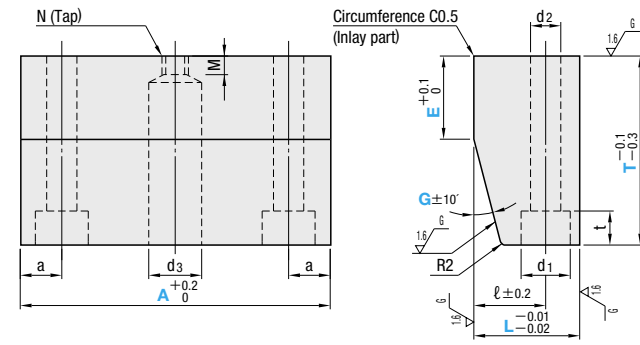 N (Tap)
M
a
d3
a
A +0.2 0
Circumference C0.5
(Inlay part)
d2
1.6 G
E +0.1 0
T −0.1 −0.3
G±10′
1.6 G
R2
t
d1
ℓ±0.2
L −0.01 −0.02
1.6 G
1.6 G